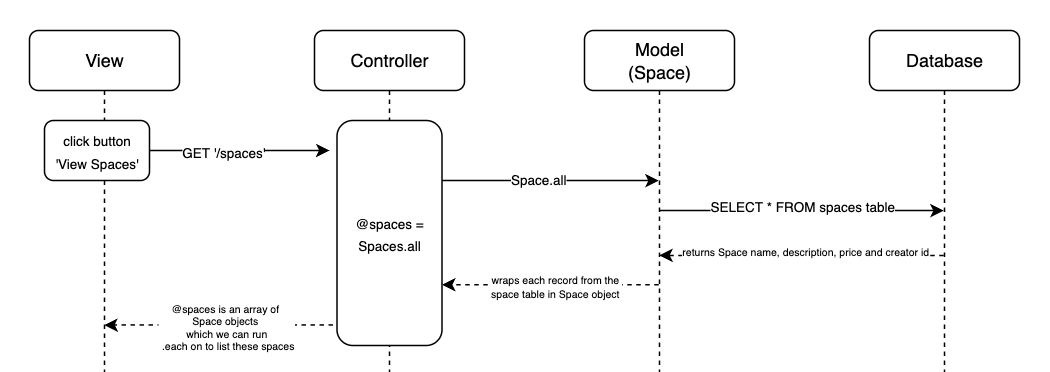 View
Controller
Model
(Space)
Database
click button
'View Spaces'
GET '/spaces'
Space.all
SELECT * FROM spaces table
@spaces =
Spaces.all
returns Space name, description, price and creator id
wraps each record from the
space table in Space object
@spaces is an array of
Space objects
which we can run
.each on to list these spaces